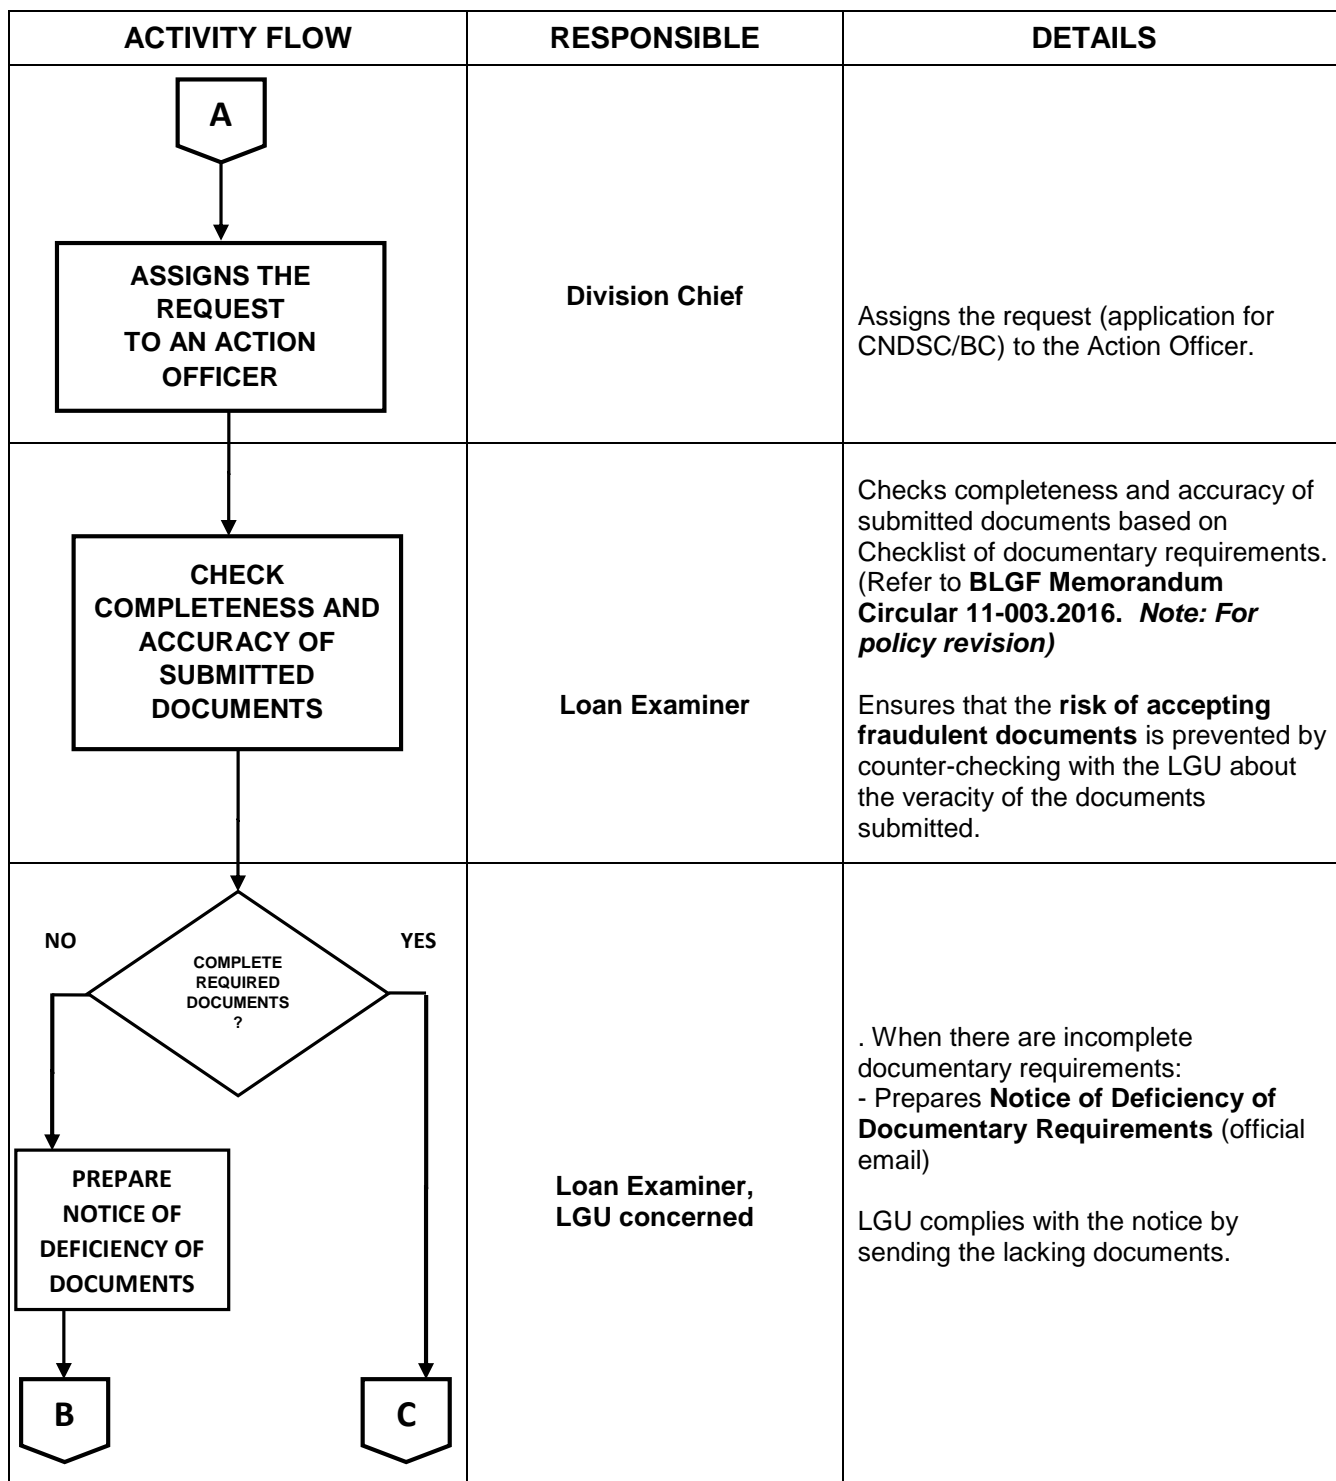 ACTIVITY FLOW
RESPONSIBLE
DETAILS
A
ASSIGNS THE
REQUEST
TO AN ACTION
OFFICER
Division Chief
Assigns the request (application for
CNDSC/BC) to the Action Officer.
CHECK
COMPLETENESS AND
ACCURACY OF
SUBMITTED
DOCUMENTS
Loan Examiner
Checks completeness and accuracy of
submitted documents based on
Checklist of documentary requirements.
(Refer to BLGF Memorandum
Circular 11-003.2016. Note: For
policy revision)
Ensures that the risk of accepting
fraudulent documents is prevented by
counter-checking with the LGU about
the veracity of the documents
submitted.
NO
YES
COMPLETE
REQUIRED
DOCUMENTS
?
PREPARE
NOTICE OF
DEFICIENCY OF
DOCUMENTS
B
C
Loan Examiner,
LGU concerned
. When there are incomplete
documentary requirements:
- Prepares Notice of Deficiency of
Documentary Requirements (official
email)
LGU complies with the notice by
sending the lacking documents.